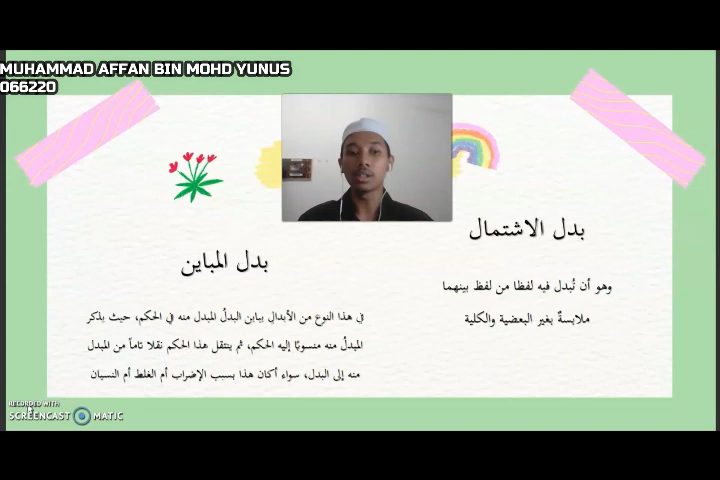 MUHAMMAD AFFAN BIN MOHD YUNUS
066220
بدل الاشتمال
وهو أن تُبدل فيه لفظا من لفظ بينهما
ملابسةٌ بغير البعضية والكلية
بدل المباين
في هذا النوع من الأبدالِ يباين البدلُ المبدل منه في الحكم، حيث يذكر
المبدلُ منه منسوبًا إليه الحكم، ثم ينتقل هذا الحكم نقلا تاماً من المبدل
منه إلى البدل، سواء أكان هذا بسبب الإضراب أم الغلط أم النسيان
RECORDED WITH
SCREENCAST MATIC